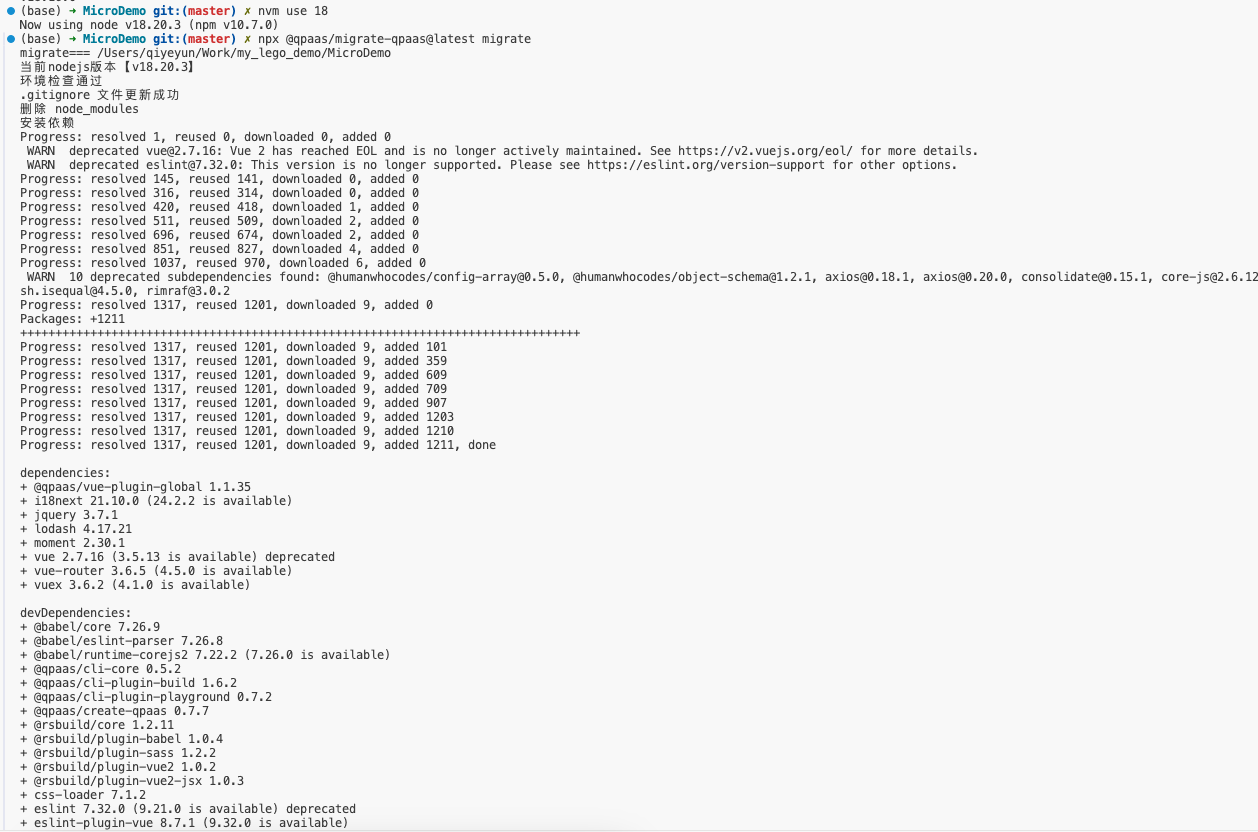 (base) ➜ MicroDemo git:(master) ✗ nvm use 18
Now using node v18.20.3 (npm v10.7.0)
(base) ➜ MicroDemo git:(master) ✗ npx @qpaas/migrate-qpaas@latest migrate
migrate=== /Users/qiyeyun/Work/my_lego_demo/MicroDemo
当前nodejs版本【v18.20.3】
环境检查通过
.gitignore 文件更新成功
删除 node_modules
安装依赖
Progress: resolved 1, reused 0, downloaded 0, added 0
WARN  deprecated vue@2.7.16: Vue 2 has reached EOL and is no longer actively maintained. See https://v2.vuejs.org/eol/ for more details.
WARN  deprecated eslint@7.32.0: This version is no longer supported. Please see https://eslint.org/version-support for other options.
Progress: resolved 145, reused 141, downloaded 0, added 0
Progress: resolved 316, reused 314, downloaded 0, added 0
Progress: resolved 420, reused 418, downloaded 1, added 0
Progress: resolved 511, reused 509, downloaded 2, added 0
Progress: resolved 696, reused 674, downloaded 2, added 0
Progress: resolved 851, reused 827, downloaded 4, added 0
Progress: resolved 1037, reused 970, downloaded 6, added 0
WARN  10 deprecated subdependencies found: @humanwhocodes/config-array@0.5.0, @humanwhocodes/object-schema@1.2.1, axios@0.18.1, axios@0.20.0, consolidate@0.15.1, core-js@2.6.12
sh.isequal@4.5.0, rimraf@3.0.2
Progress: resolved 1317, reused 1201, downloaded 9, added 0
Packages: +1211
++++++++++++++++++++++++++++++++++++++++++++++++++++++++++++++++++++++++++++++++
Progress: resolved 1317, reused 1201, downloaded 9, added 101
Progress: resolved 1317, reused 1201, downloaded 9, added 359
Progress: resolved 1317, reused 1201, downloaded 9, added 609
Progress: resolved 1317, reused 1201, downloaded 9, added 709
Progress: resolved 1317, reused 1201, downloaded 9, added 907
Progress: resolved 1317, reused 1201, downloaded 9, added 1203
Progress: resolved 1317, reused 1201, downloaded 9, added 1210
Progress: resolved 1317, reused 1201, downloaded 9, added 1211, done
dependencies:
+ @qpaas/vue-plugin-global 1.1.35
+ i18next 21.10.0 (24.2.2 is available)
+ jquery 3.7.1
+ lodash 4.17.21
+ moment 2.30.1
+ vue 2.7.16 (3.5.13 is available) deprecated
+ vue-router 3.6.5 (4.5.0 is available)
+ vuex 3.6.2 (4.1.0 is available)
devDependencies:
+ @babel/core 7.26.9
+ @babel/eslint-parser 7.26.8
+ @babel/runtime-corejs2 7.22.2 (7.26.0 is available)
+ @qpaas/cli-core 0.5.2
+ @qpaas/cli-plugin-build 1.6.2
+ @qpaas/cli-plugin-playground 0.7.2
+ @qpaas/create-qpaas 0.7.7
+ @rsbuild/core 1.2.11
+ @rsbuild/plugin-babel 1.0.4
+ @rsbuild/plugin-sass 1.2.2
+ @rsbuild/plugin-vue2 1.0.2
+ @rsbuild/plugin-vue2-jsx 1.0.3
+ css-loader 7.1.2
+ eslint 7.32.0 (9.21.0 is available) deprecated
+ eslint-plugin-vue 8.7.1 (9.32.0 is available)